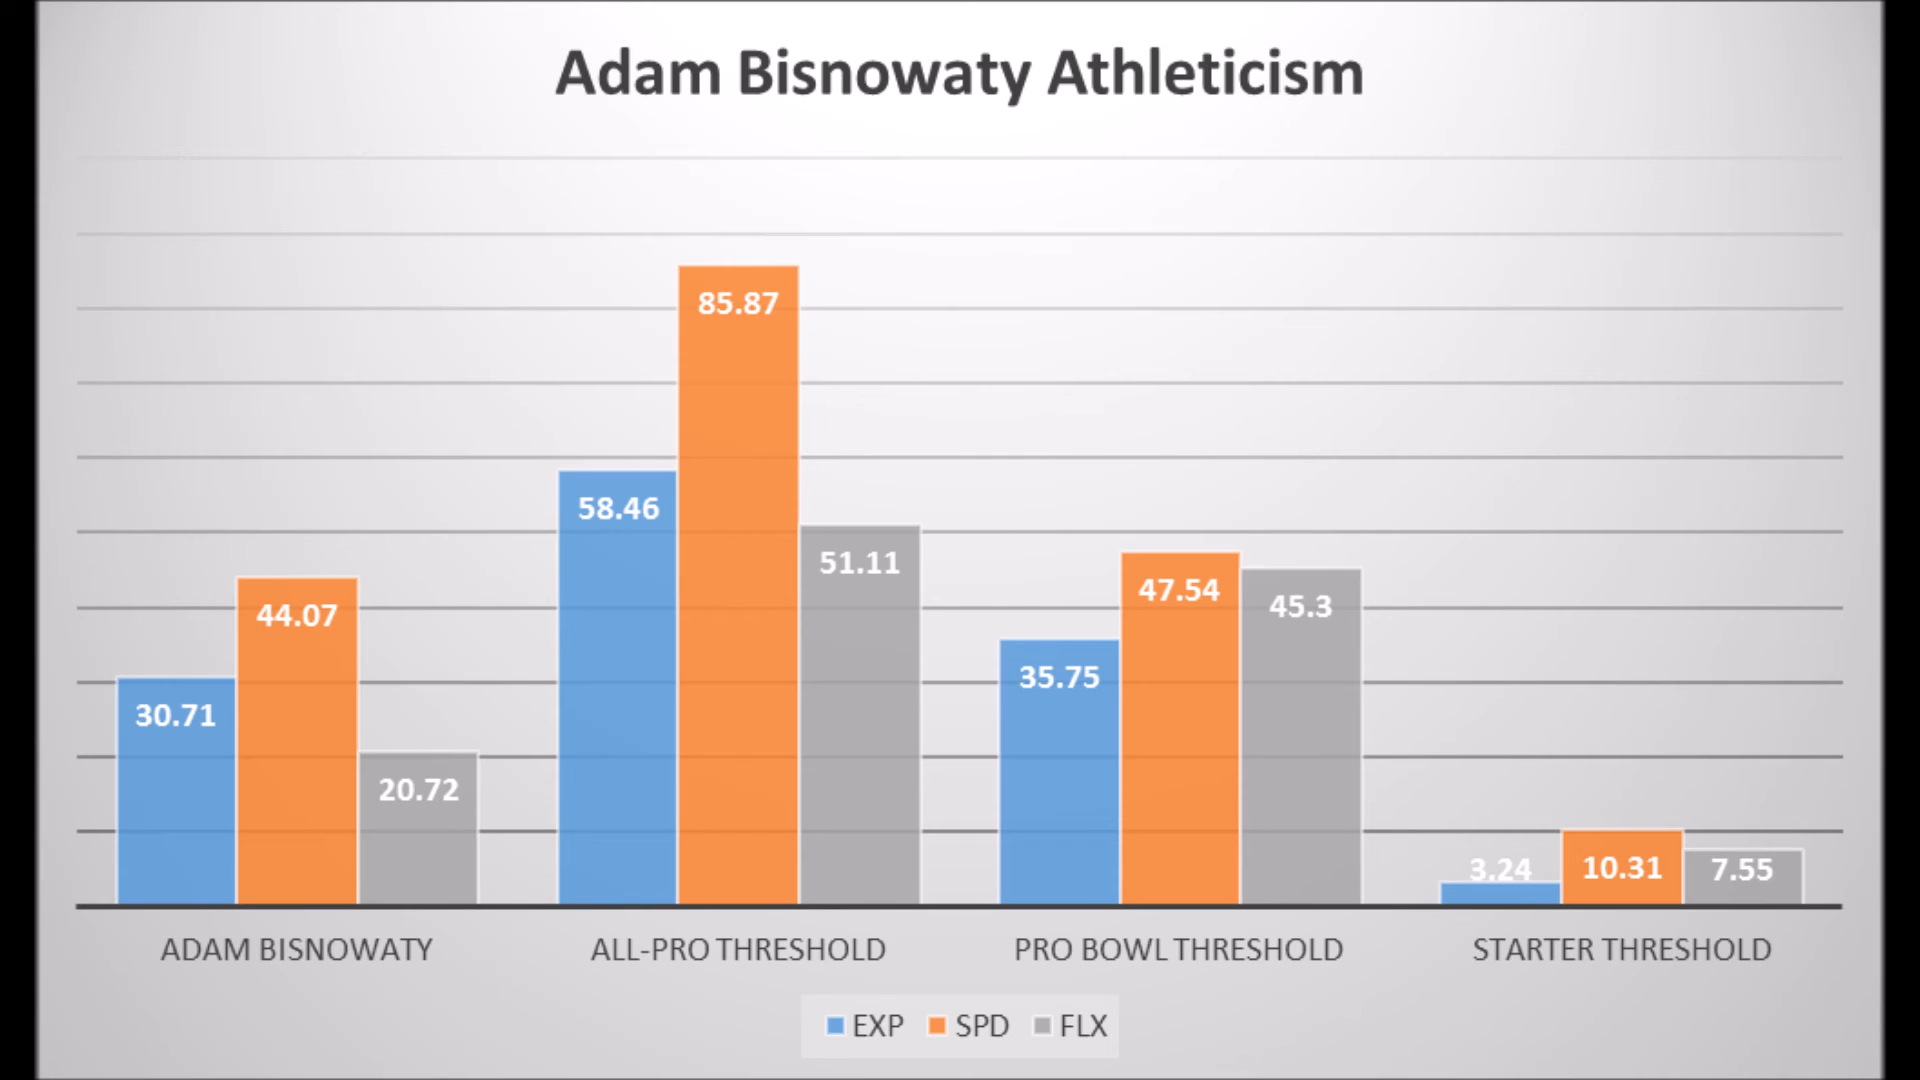 Adam Bisnowaty Athleticism
85.87
58.46
51.11
44.07
47.54
45.3
30.71
35.75
20.72
3.24
10.31
7.55
ADAM BISNOWATY
ALL-PRO THRESHOLD
PRO BOWL THRESHOLD
STARTER THRESHOLD
EXP SPD FLX